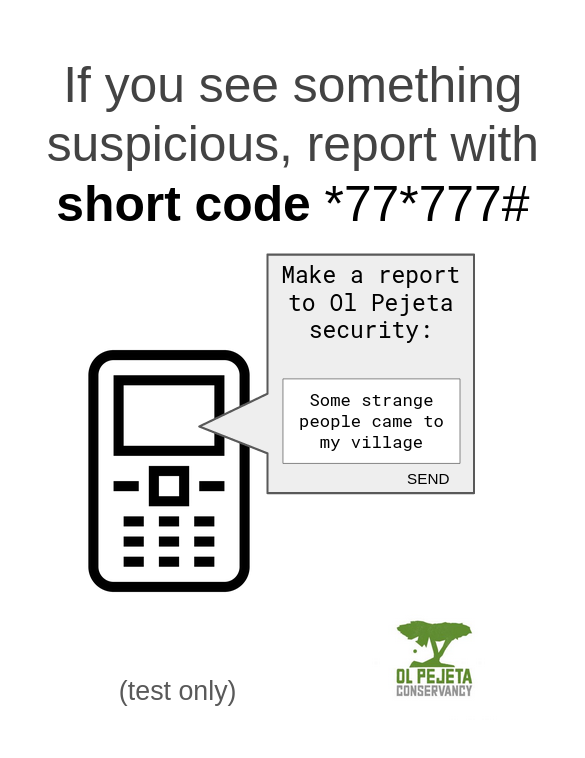 If you see something
suspicious, report with
short code *77*777#
Make a report
to Ol Pejeta
security:
Some strange
people came to
my village
SEND
(test only)
OL PEJETA
CONSERVANCY